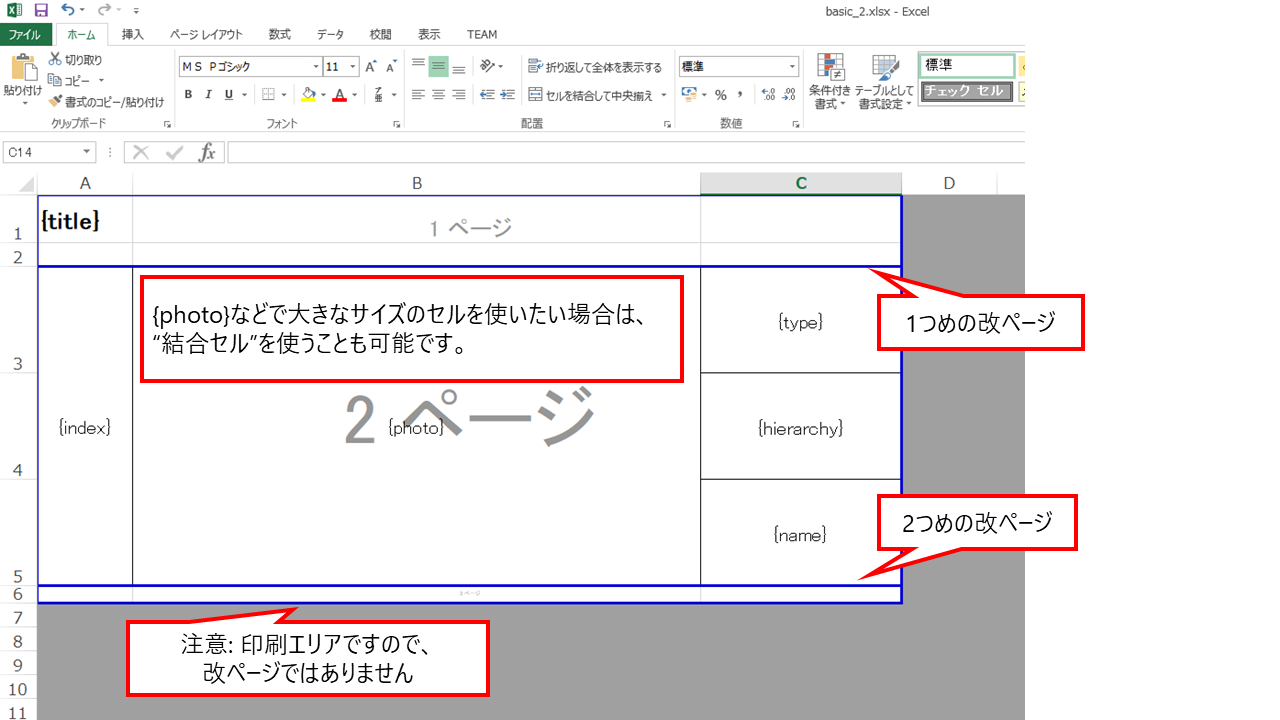 basic_2.xlsx - Excel
ファイル ホーム 挿入 ページ レイアウト 数式 データ 校閲 表示 TEAM
貼り付け
切り取り
コピー
書式のコピー/貼り付け
クリップボード
ＭＳ Ｐゴシック 11
B I U
フォント
折り返して全体を表示する
セルを結合して中央揃え
配置
標準
%
数値
条件付き
書式
テーブルとして
書式設定
標準
チェック セル
C14
fx
A B C D
1
2
3
4
5
6
7
8
9
10
11
{title}
1 ページ
{photo}などで大きなサイズのセルを使いたい場合は、
“結合セル”を使うことも可能です。
{type}
1つめの改ページ
2 ページ
{index}
{photo}
{hierarchy}
2つめの改ページ
{name}
3 ページ
注意: 印刷エリアですので、
改ページではありません